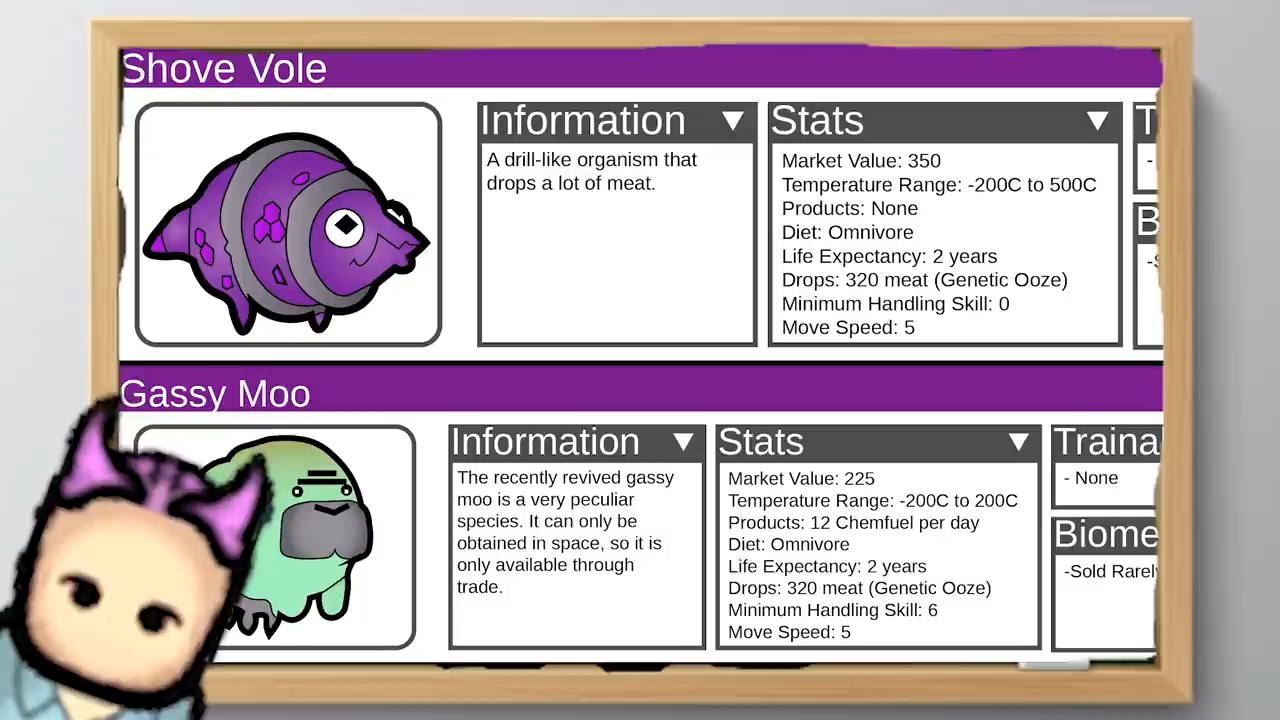 Shove Vole
Information ▼
A drill-like organism that
drops a lot of meat.
Stats ▼
Market Value: 350
Temperature Range: -200C to 500C
Products: None
Diet: Omnivore
Life Expectancy: 2 years
Drops: 320 meat (Genetic Ooze)
Minimum Handling Skill: 0
Move Speed: 5
Gassy Moo
Information ▼
The recently revived gassy
moo is a very peculiar
species. It can only be
obtained in space, so it is
only available through
trade.
Stats ▼
Market Value: 225
Temperature Range: -200C to 200C
Products: 12 Chemfuel per day
Diet: Omnivore
Life Expectancy: 2 years
Drops: 320 meat (Genetic Ooze)
Minimum Handling Skill: 6
Move Speed: 5
Traina
- None
Biome
-Sold Rarely